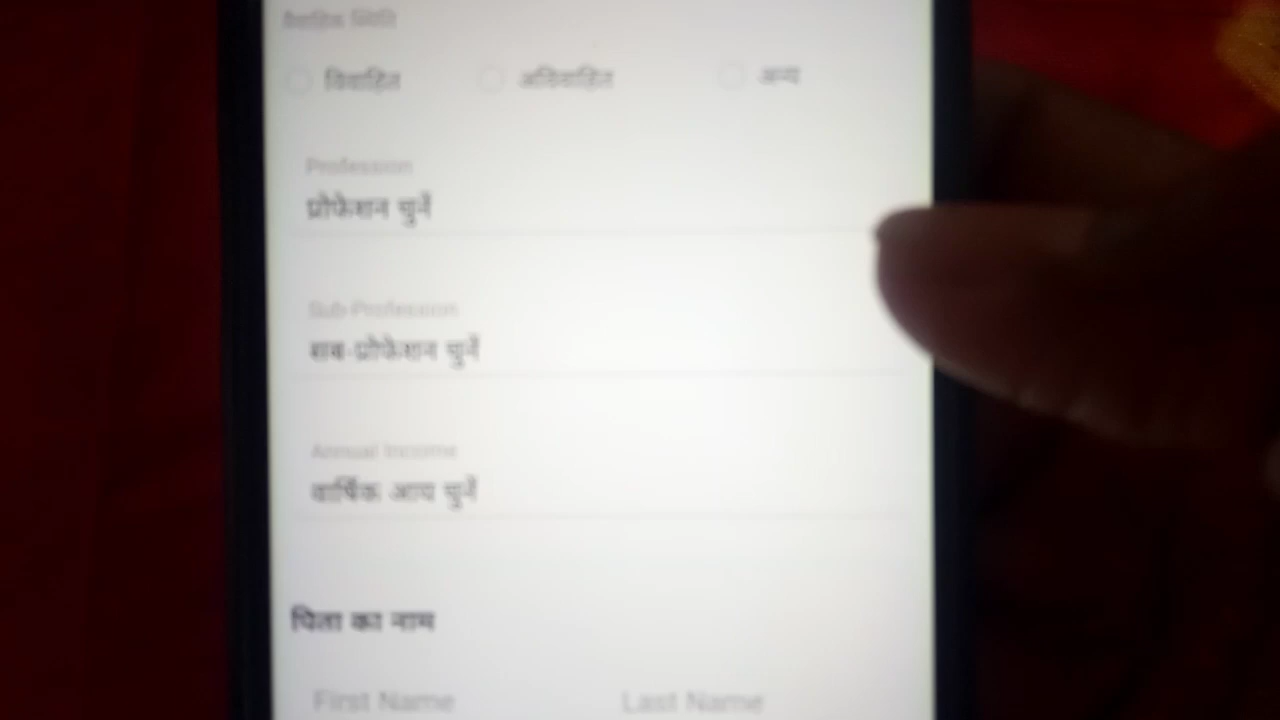 वैवाहिक स्थिति
विवाहित अविवाहित अन्य
Profession
प्रोफेशन चुनें
Sub-Profession
सब-प्रोफेशन चुनें
Annual Income
वार्षिक आय चुनें
पिता का नाम
First Name Last Name